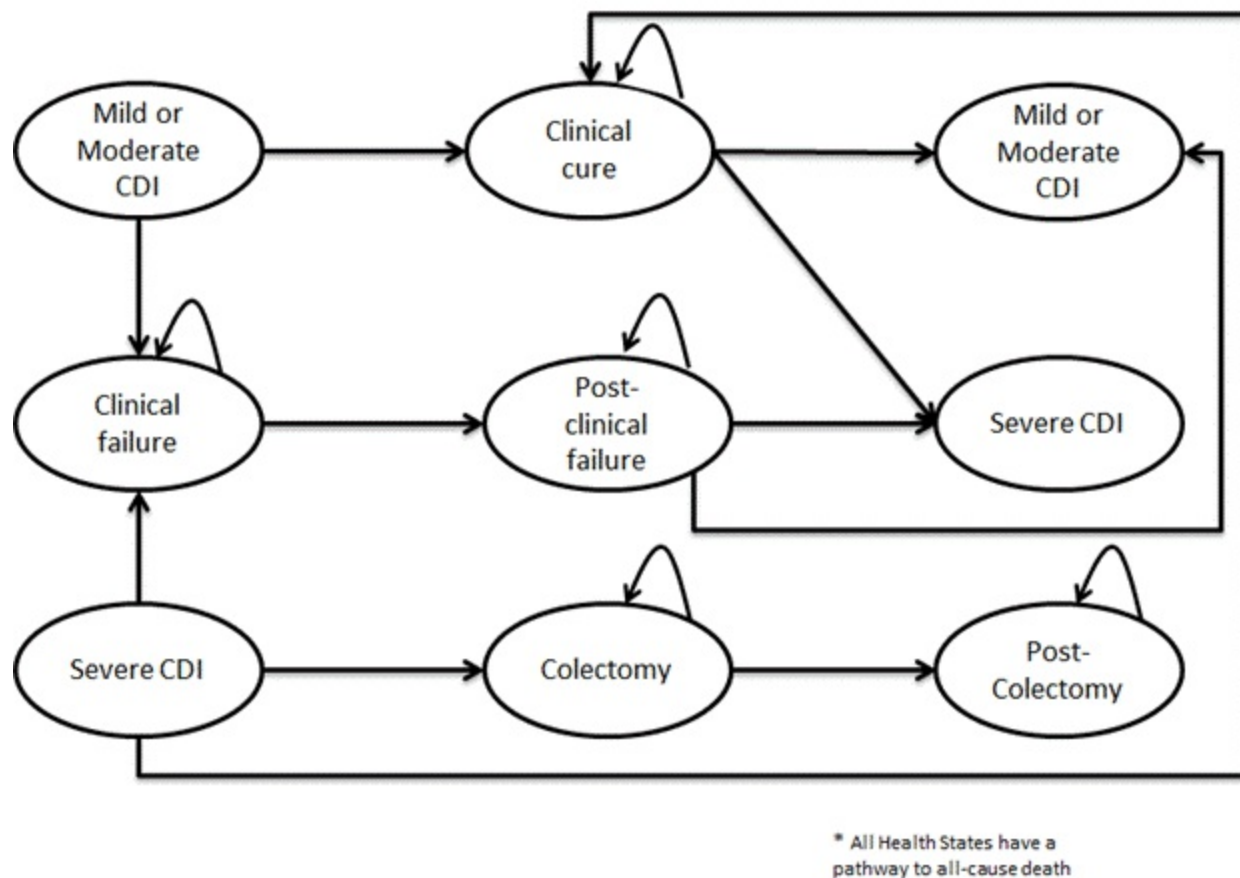 Mild or
Moderate
CDI
Clinical
cure
Mild or
Moderate
CDI
Clinical
failure
Post-
clinical
failure
Severe CDI
Severe CDI
Colectomy
Post-
Colectomy
* All Health States have a
pathway to all-cause death